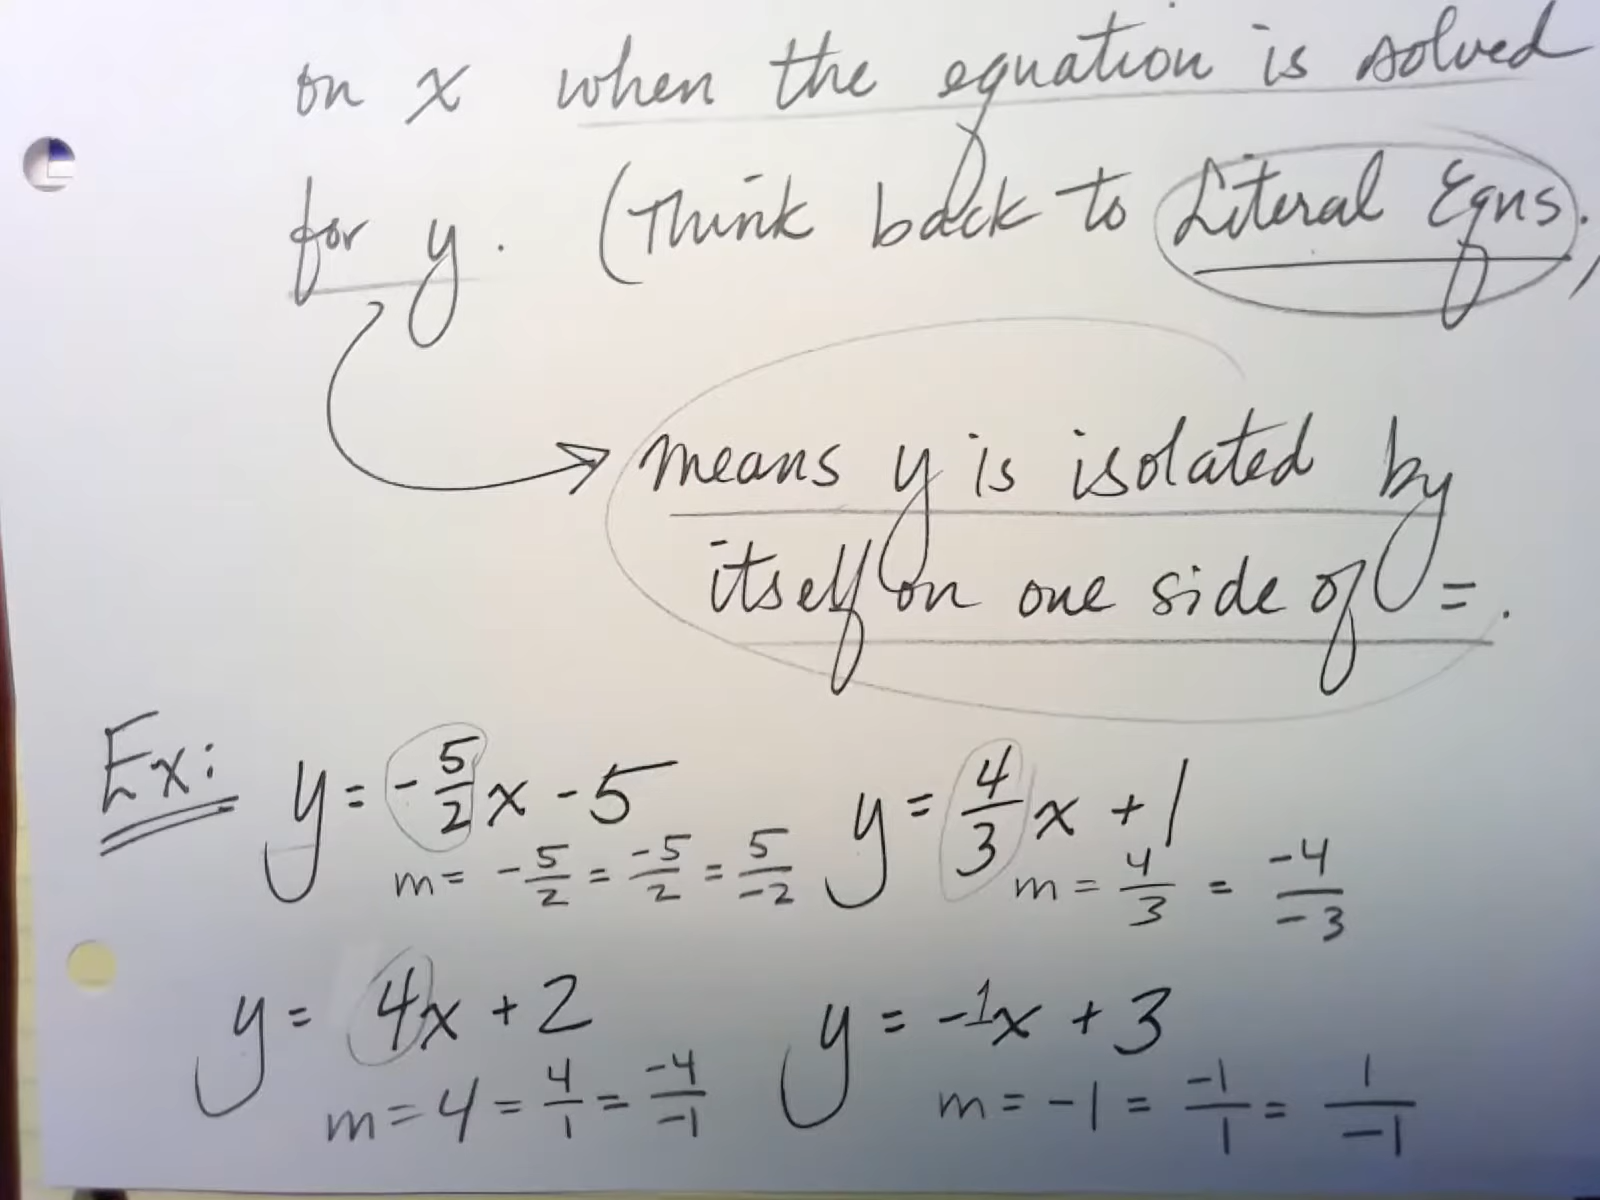 on x when the equation is solved
for y. (Think back to Literal Eqns.)
means y is isolated by
itself on one side of =.
Ex: y = -5/2 x - 5 y = 4/3 x + 1
m = -5/2 = -5/2 = 5/-2 m = 4/3 = -4/-3
y = 4x + 2 y = -1x + 3
m = 4 = 4/1 = -4/-1 m = -1 = -1/1 = 1/-1